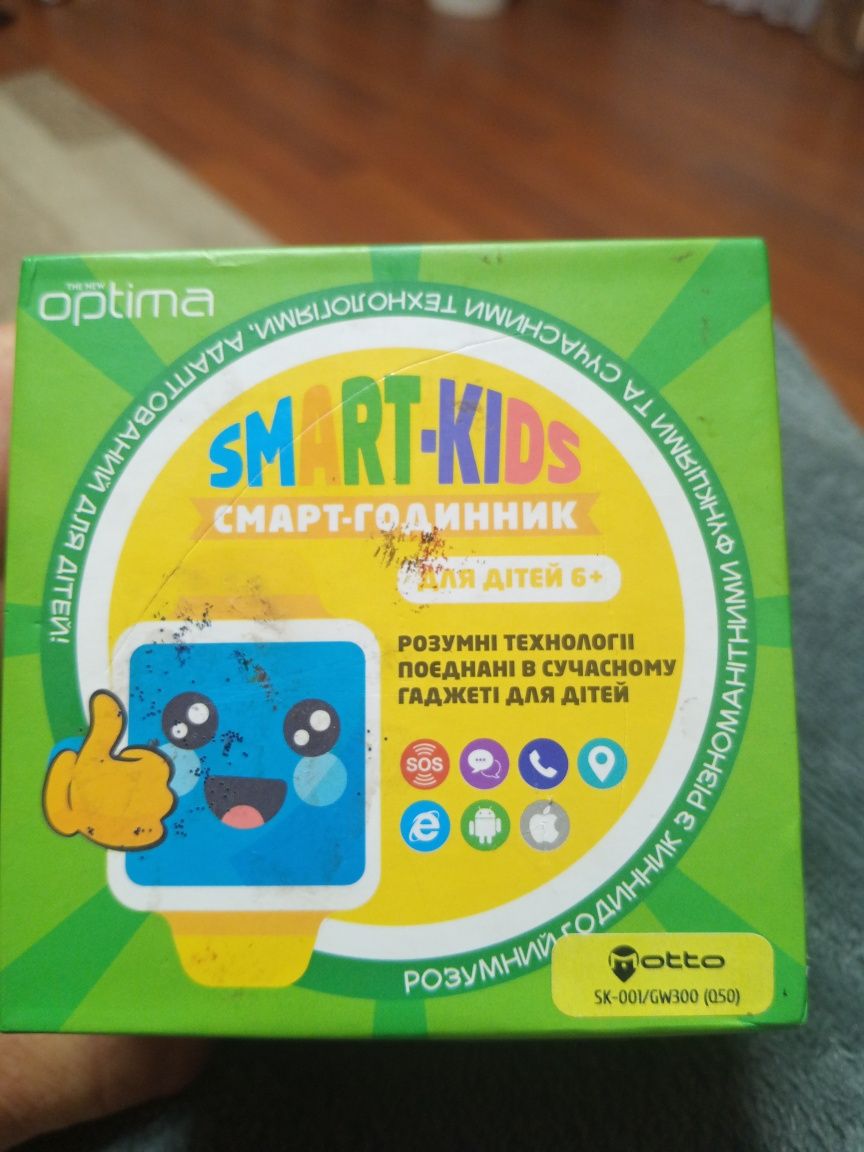 THE NEW
optima
РОЗУМНИЙ ГОДИННИК З РІЗНОМАНІТНИМИ ФУНКЦІЯМИ ТА СУЧАСНИМИ ТЕХНОЛОГІЯМИ, АДАПТОВАНИЙ ДЛЯ ДІТЕЙ!
SMART-KIDS
СМАРТ-ГОДИННИК
ДЛЯ ДІТЕЙ 6+
РОЗУМНІ ТЕХНОЛОГІІ
ПОЄДНАНІ В СУЧАСНОМУ
ГАДЖЕТІ ДЛЯ ДІТЕЙ
SOS
motto
SK-001/GW300 (Q50)